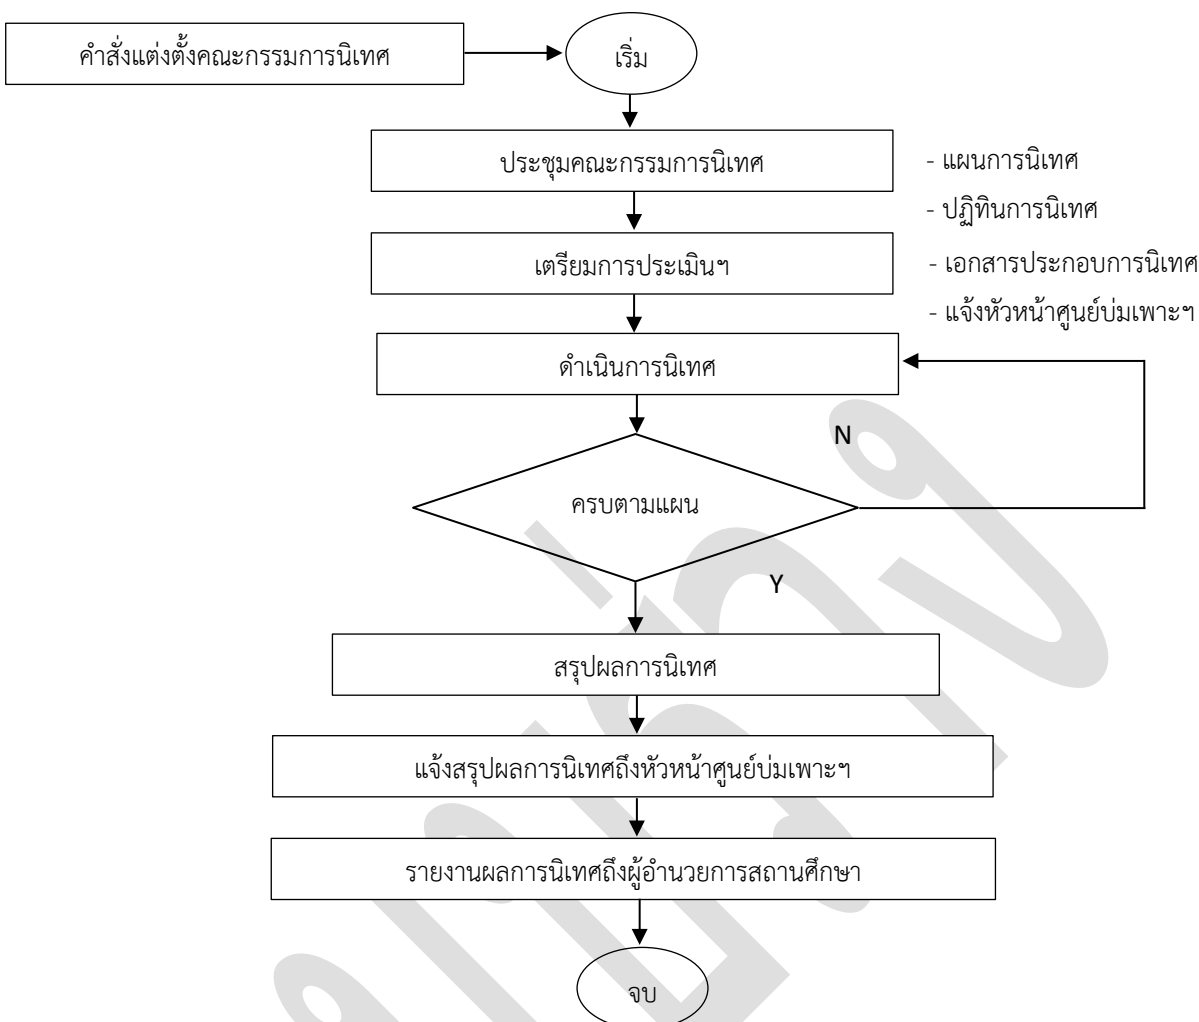 คำสั่งแต่งตั้งคณะกรรมการนิเทศ
เริ่ม
ประชุมคณะกรรมการนิเทศ
- แผนการนิเทศ
- ปฏิทินการนิเทศ
เตรียมการประเมินฯ
- เอกสารประกอบการนิเทศ
- แจ้งหัวหน้าศูนย์บ่มเพาะฯ
ดำเนินการนิเทศ
N
ครบตามแผน
Y
สรุปผลการนิเทศ
แจ้งสรุปผลการนิเทศถึงหัวหน้าศูนย์บ่มเพาะฯ
รายงานผลการนิเทศถึงผู้อำนวยการสถานศึกษา
จบ